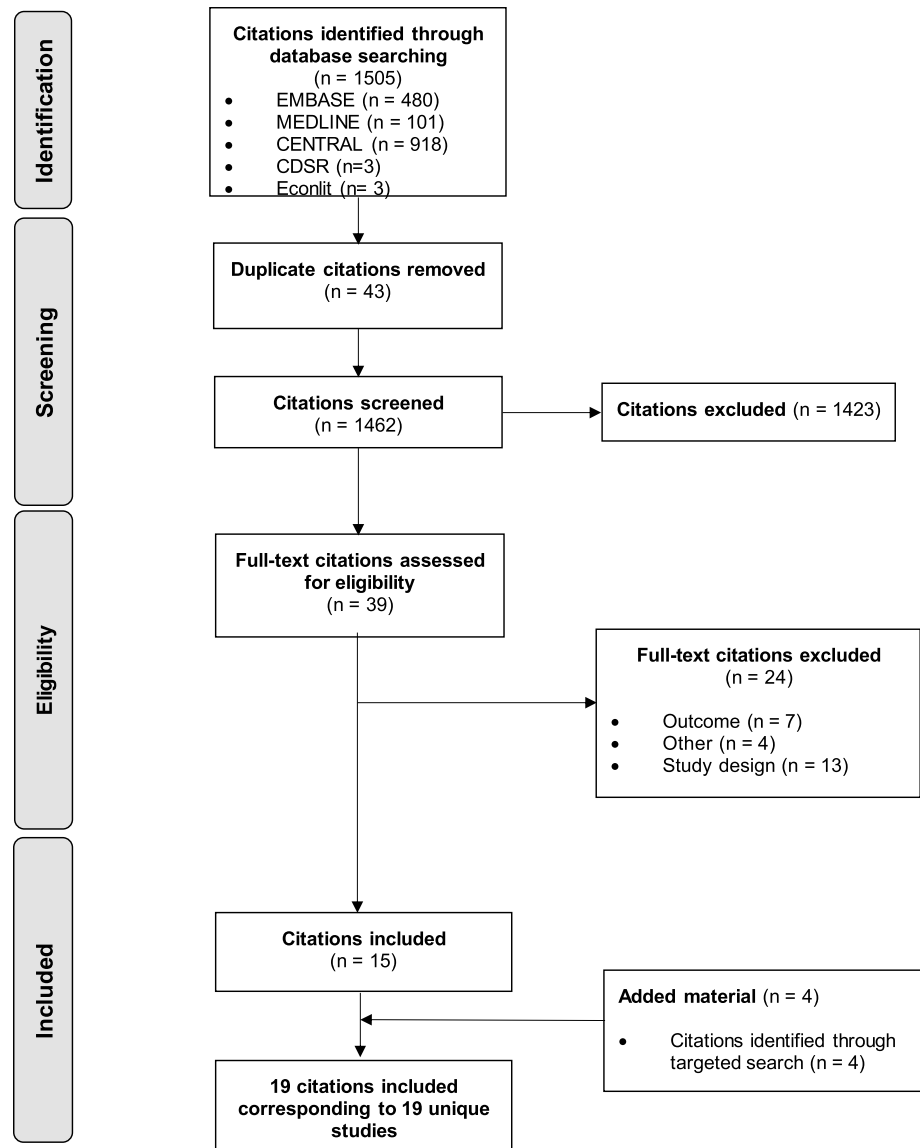 Identification
Citations identified through
database searching
(n = 1505)
• EMBASE (n = 480)
• MEDLINE (n = 101)
• CENTRAL (n = 918)
• CDSR (n=3)
• Econlit (n= 3)
Screening
Duplicate citations removed
(n = 43)
Citations screened
(n = 1462)
Citations excluded (n = 1423)
Eligibility
Full-text citations assessed
for eligibility
(n = 39)
Full-text citations excluded
(n = 24)
• Outcome (n = 7)
• Other (n = 4)
• Study design (n = 13)
Included
Citations included
(n = 15)
Added material (n = 4)
• Citations identified through
targeted search (n = 4)
19 citations included
corresponding to 19 unique
studies